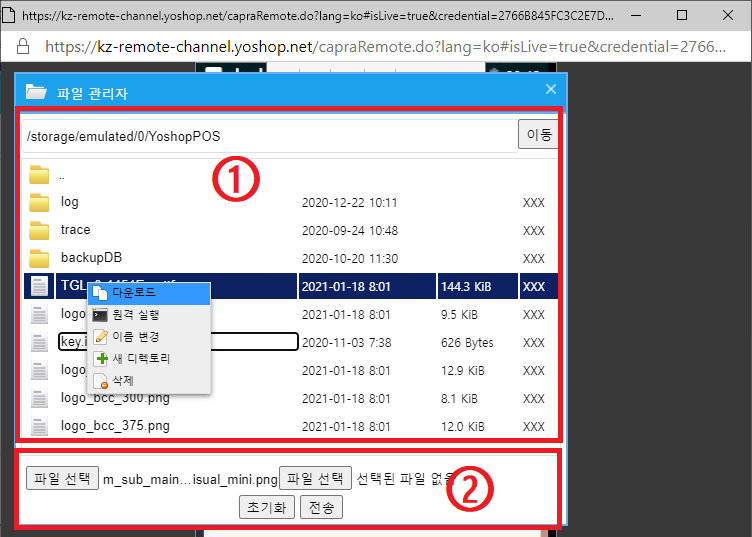 https://kz-remote-channel.yoshop.net/capraRemote.do?lang=ko#isLive=true&credential=2766B845FC3C2E7D...
https://kz-remote-channel.yoshop.net/capraRemote.do?lang=ko#isLive=true&credential=2766...
파일 관리자
/storage/emulated/0/YoshopPOS 이동
①
..
log 2020-12-22 10:11 XXX
trace 2020-09-24 10:48 XXX
backupDB 2020-10-20 11:30 XXX
2021-01-18 8:01 144.3 KiB XXX
다운로드
2021-01-18 8:01 9.5 KiB XXX
원격 실행
2020-11-03 7:38 626 Bytes XXX
이름 변경
새 디렉토리
2021-01-18 8:01 12.9 KiB XXX
삭제
logo_bcc_300.png 2021-01-18 8:01 8.1 KiB XXX
logo_bcc_375.png 2021-01-18 8:01 12.0 KiB XXX
파일 선택 m_sub_main...isual_mini.png 파일 선택 선택된 파일 없음
②
초기화 전송